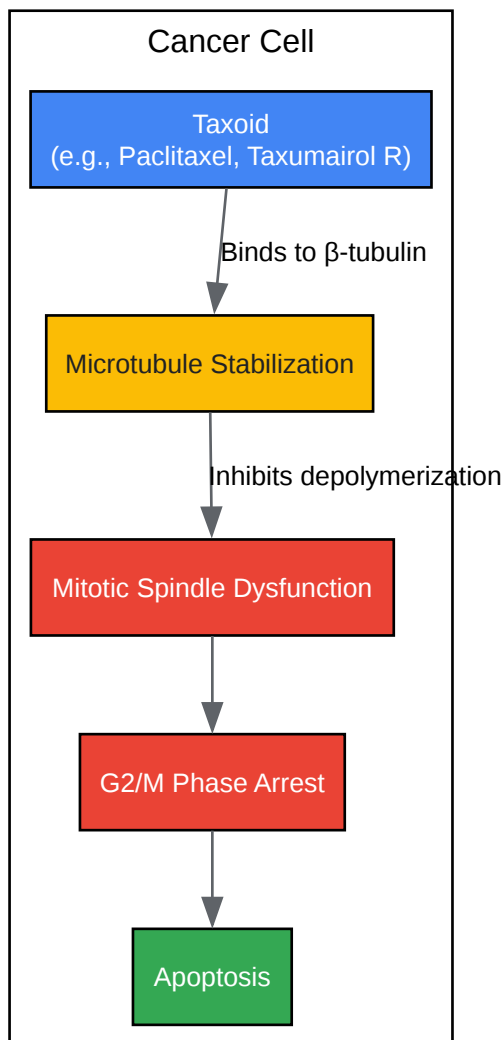 Cancer Cell
Taxoid
(e.g., Paclitaxel, Taxumairol R)
Binds to β-tubulin
Microtubule Stabilization
Inhibits depolymerization
Mitotic Spindle Dysfunction
G2/M Phase Arrest
Apoptosis